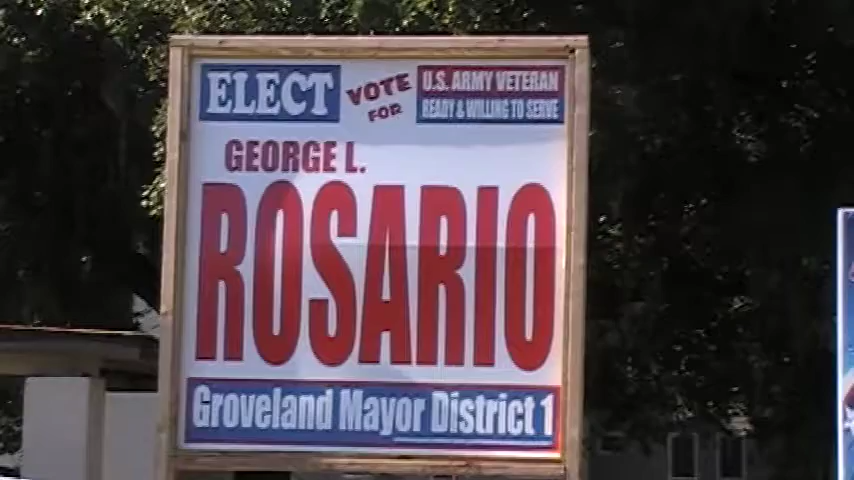 ELECT
VOTE
FOR
U.S. ARMY VETERAN
READY & WILLING TO SERVE
GEORGE L.
ROSARIO
Groveland Mayor District 1